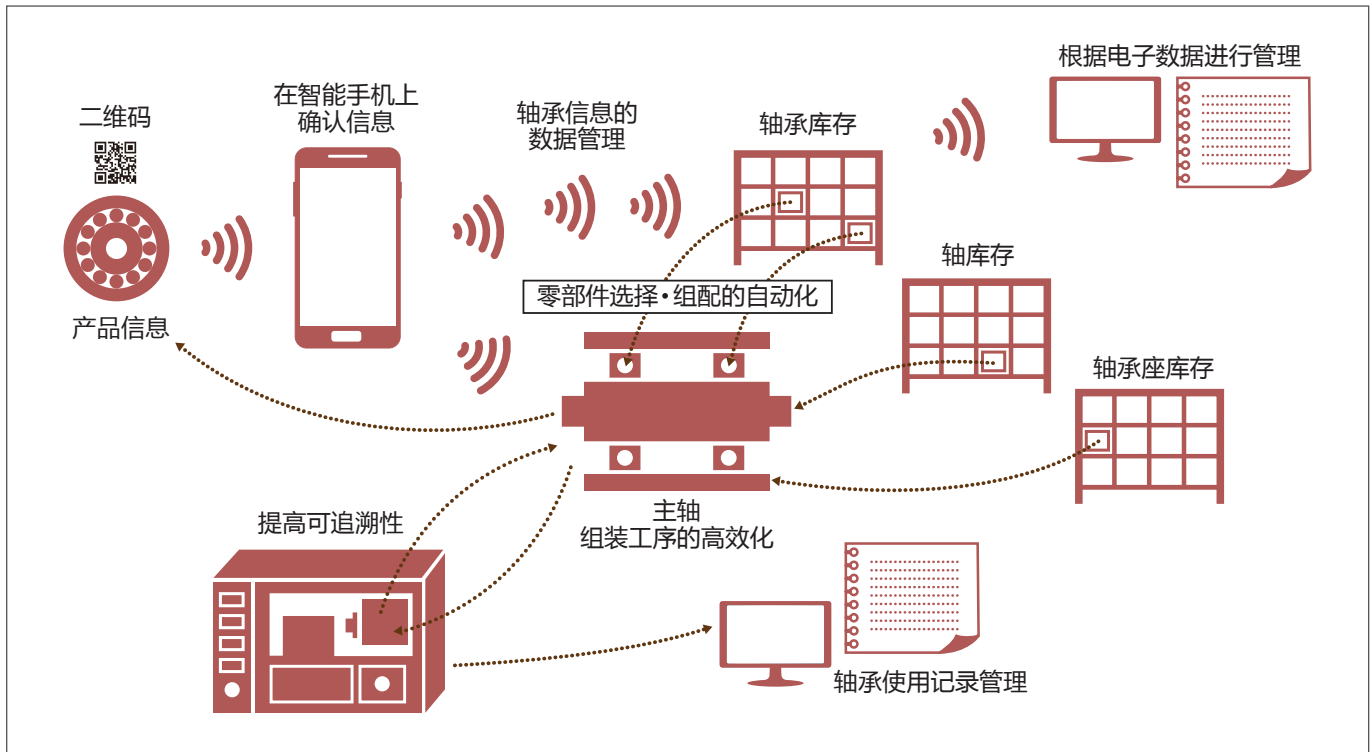 根据电子数据进行管理
在智能手机上
确认信息
二维码
轴承信息的
数据管理
轴承库存
轴库存
零部件选择・组配的自动化
产品信息
轴承座库存
提高可追溯性
主轴
组装工序的高效化
轴承使用记录管理